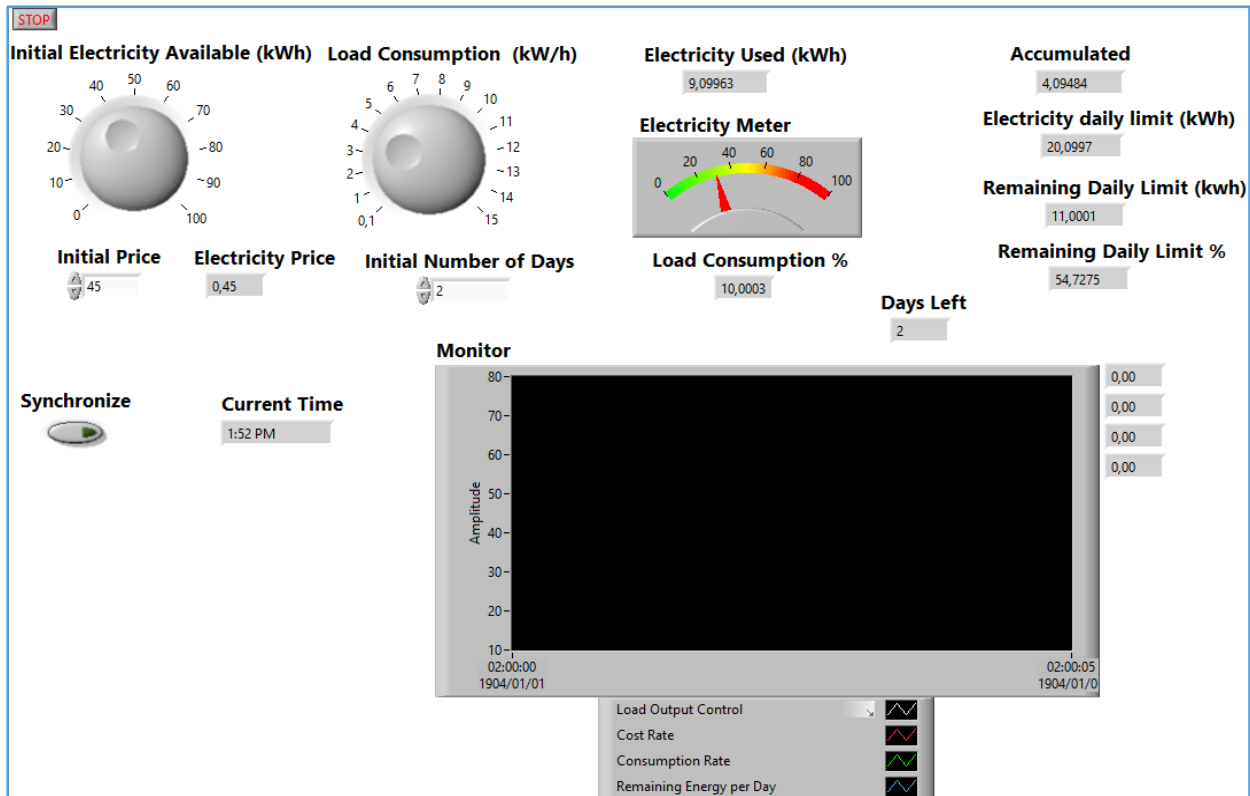 STOP
Initial Electricity Available (kWh)
0
10
20
30
40
50
60
70
80
90
100
Load Consumption (kW/h)
0,1
1
2
3
4
5
6
7
8
9
10
11
12
13
14
15
Electricity Used (kWh)
9,09963
Accumulated
4,09484
Electricity Meter
0
20
40
60
80
100
Electricity daily limit (kWh)
20,0997
Remaining Daily Limit (kwh)
11,0001
Initial Price
45
Electricity Price
0,45
Initial Number of Days
2
Load Consumption %
10,0003
Remaining Daily Limit %
54,7275
Days Left
2
Monitor
Synchronize
Current Time
1:52 PM
Amplitude
80
70
60
50
40
30
20
10
02:00:00
1904/01/01
02:00:05
1904/01/0
0,00
0,00
0,00
0,00
Load Output Control
Cost Rate
Consumption Rate
Remaining Energy per Day